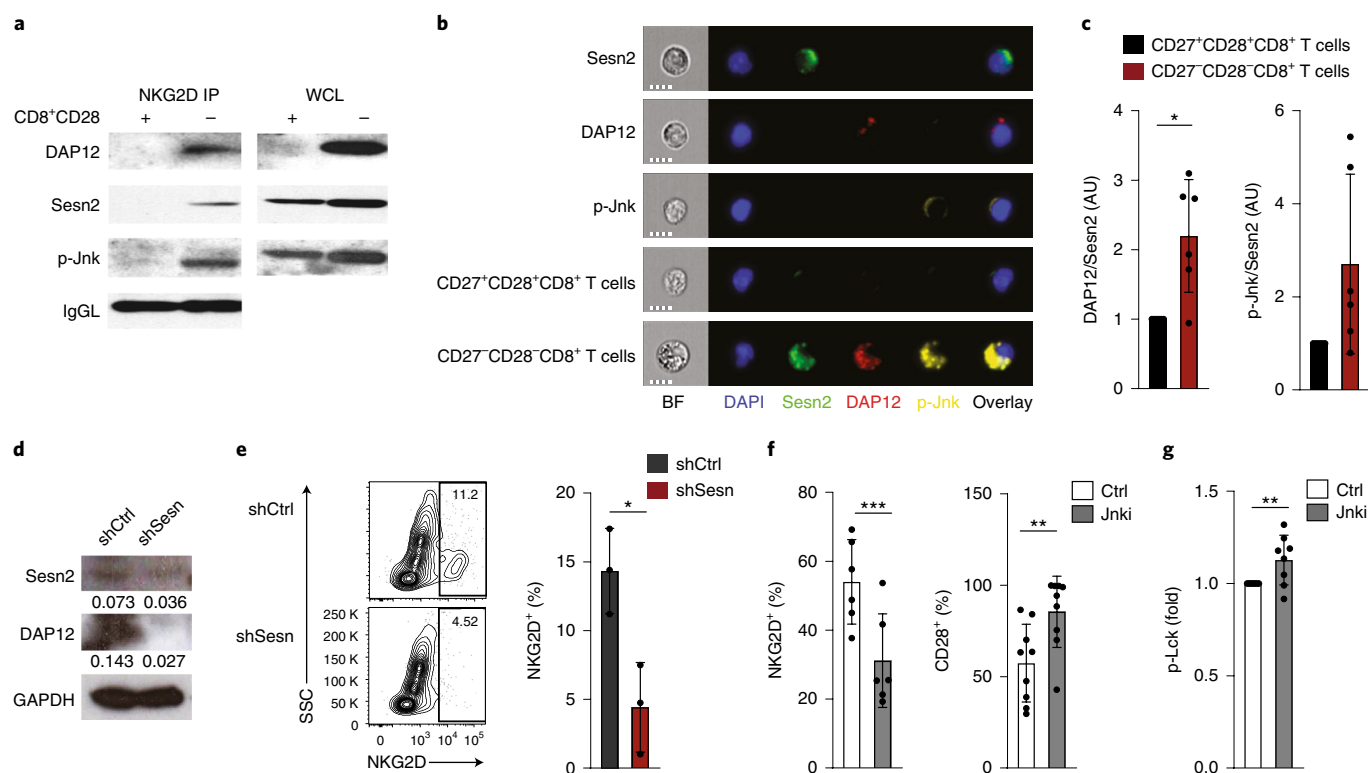 a
NKG2D IP WCL
CD8⁺CD28 + − + −
DAP12
Sesn2
p-Jnk
IgGL
b
Sesn2
DAP12
p-Jnk
CD27⁺CD28⁺CD8⁺ T cells
CD27⁻CD28⁻CD8⁺ T cells
BF DAPI Sesn2 DAP12 p-Jnk Overlay
c
CD27⁺CD28⁺CD8⁺ T cells
CD27⁻CD28⁻CD8⁺ T cells
DAP12/Sesn2 (AU)
4
3
2
1
0
*
p-Jnk/Sesn2 (AU)
6
4
2
0
d
shCtrl shSesn
Sesn2
0.073 0.036
DAP12
0.143 0.027
GAPDH
e
shCtrl
11.2
shSesn
4.52
250 K
200 K
150 K
100 K
50 K
0
SSC
0 10³ 10⁴ 10⁵
NKG2D
shCtrl
shSesn
NKG2D⁺ (%)
20
15
10
5
0
*
f
NKG2D⁺ (%)
80
60
40
20
0
***
CD28⁺ (%)
150
100
50
0
**
Ctrl
Jnki
g
p-Lck (fold)
1.5
1.0
0.0
**
Ctrl
Jnki